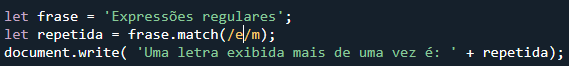 let frase = 'Expressões regulares';
let repetida = frase.match(/e/m);
document.write( 'Uma letra exibida mais de uma vez é: ' + repetida);